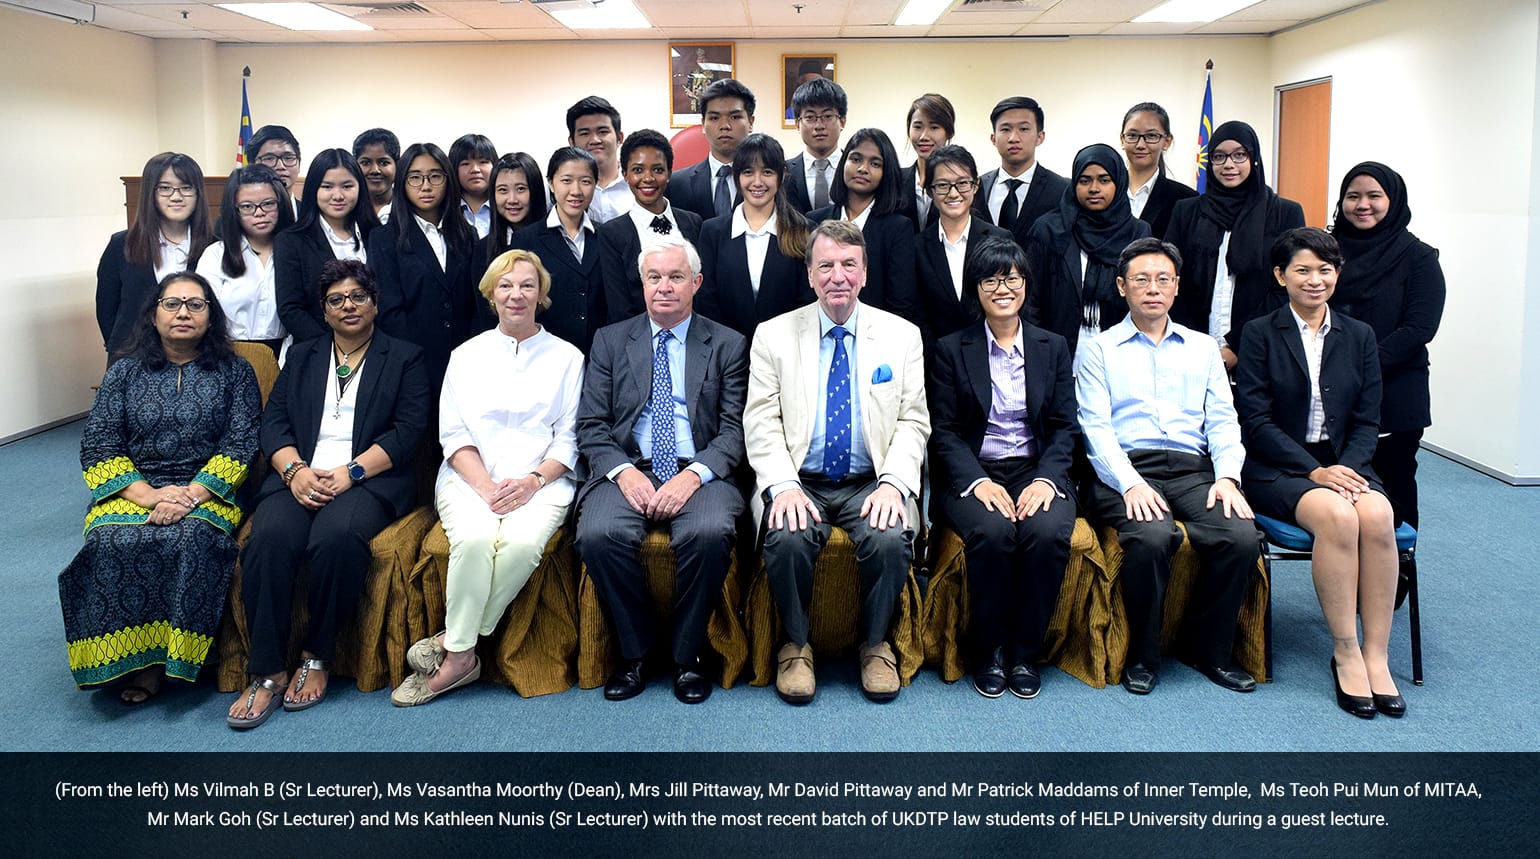 (From the left) Ms Vilmah B (Sr Lecturer), Ms Vasantha Moorthy (Dean), Mrs Jill Pittaway, Mr David Pittaway and Mr Patrick Maddams of Inner Temple, Ms Teoh Pui Mun of MITAA,
Mr Mark Goh (Sr Lecturer) and Ms Kathleen Nunis (Sr Lecturer) with the most recent batch of UKDTP law students of HELP University during a guest lecture.